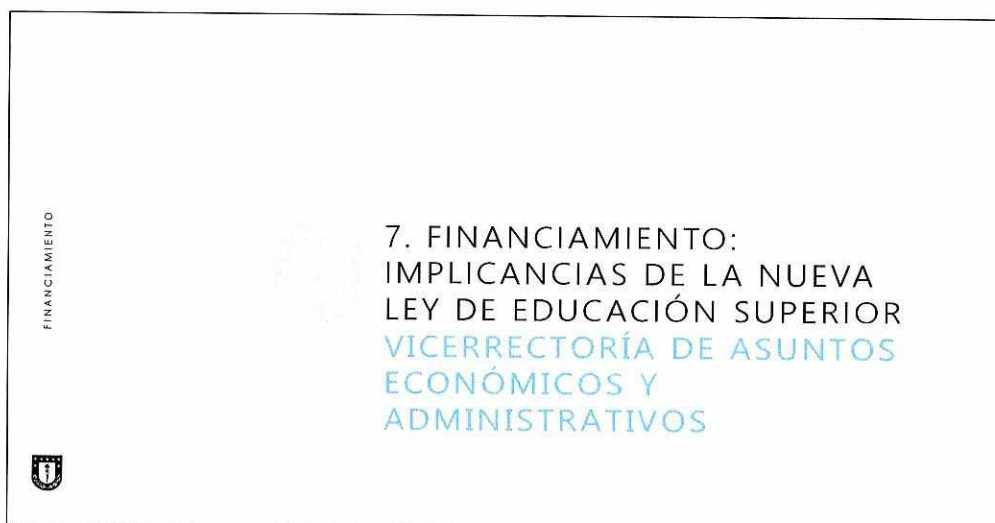 FINANCIAMIENTO
7. FINANCIAMIENTO:
IMPLICANCIAS DE LA NUEVA
LEY DE EDUCACIÓN SUPERIOR
VICERRECTORÍA DE ASUNTOS
ECONÓMICOS Y
ADMINISTRATIVOS